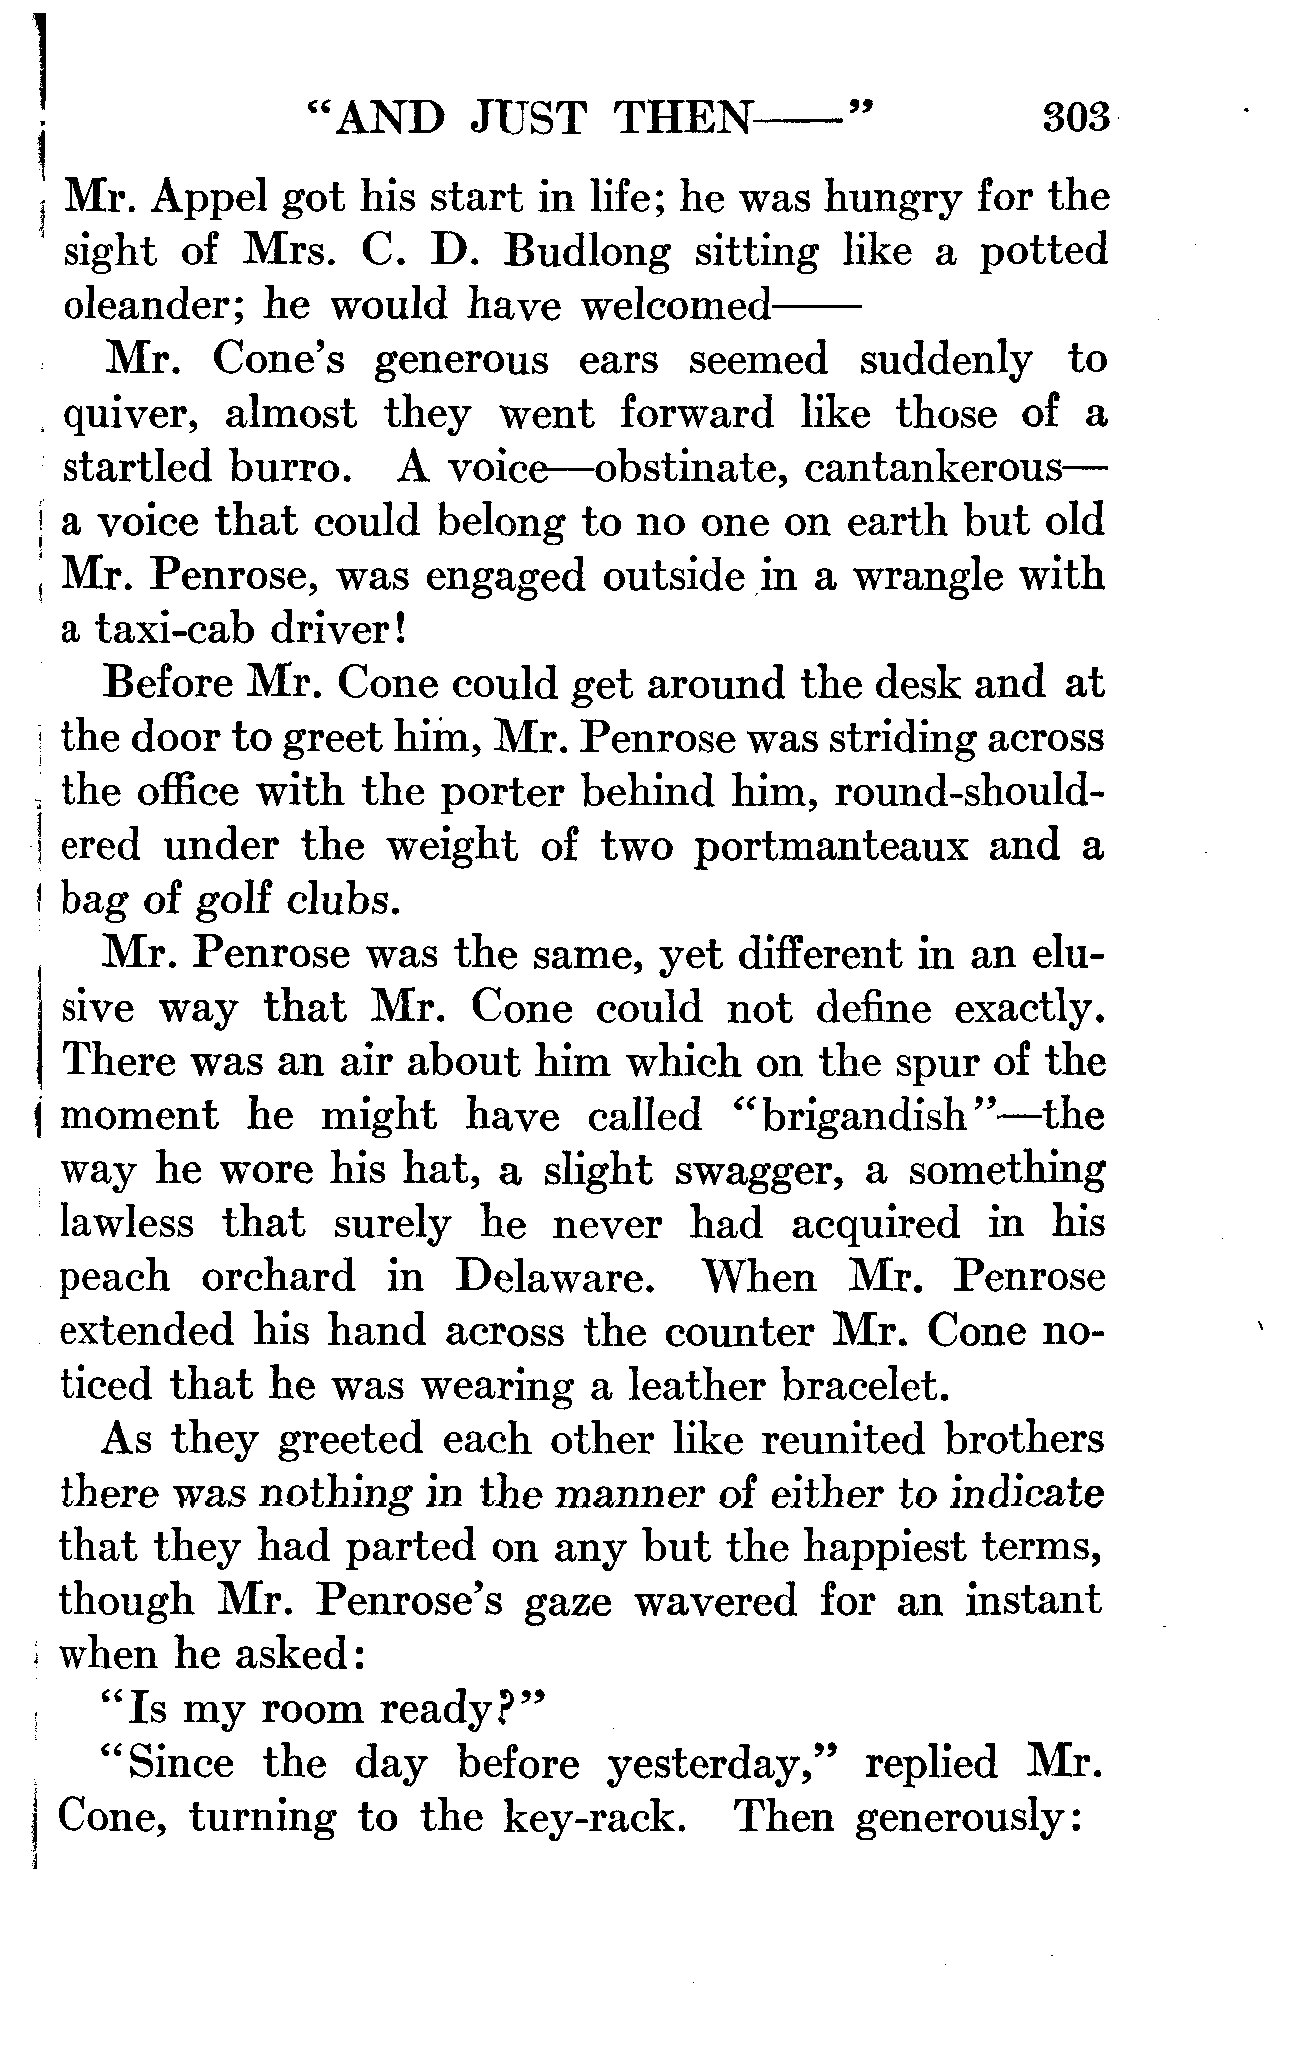 “AND JUST THEN——” 303
Mr. Appel got his start in life; he was hungry for the
sight of Mrs. C. D. Budlong sitting like a potted
oleander; he would have welcomed——
Mr. Cone’s generous ears seemed suddenly to
quiver, almost they went forward like those of a
startled burro. A voice—obstinate, cantankerous—
a voice that could belong to no one on earth but old
Mr. Penrose, was engaged outside in a wrangle with
a taxi-cab driver!
Before Mr. Cone could get around the desk and at
the door to greet him, Mr. Penrose was striding across
the office with the porter behind him, round-should-
ered under the weight of two portmanteaux and a
bag of golf clubs.
Mr. Penrose was the same, yet different in an elu-
sive way that Mr. Cone could not define exactly.
There was an air about him which on the spur of the
moment he might have called “brigandish”—the
way he wore his hat, a slight swagger, a something
lawless that surely he never had acquired in his
peach orchard in Delaware. When Mr. Penrose
extended his hand across the counter Mr. Cone no-
ticed that he was wearing a leather bracelet.
As they greeted each other like reunited brothers
there was nothing in the manner of either to indicate
that they had parted on any but the happiest terms,
though Mr. Penrose’s gaze wavered for an instant
when he asked:
“Is my room ready?”
“Since the day before yesterday,” replied Mr.
Cone, turning to the key-rack. Then generously: